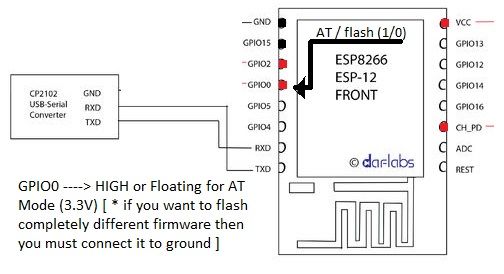 GND
VCC
AT / flash (1/0)
GPIO15
GPIO13
GPIO2
GPIO12
ESP8266
ESP-12
FRONT
GPIO0
GPIO14
CP2102
USB-Serial
Converter
GND
RXD
TXD
GPIO5
GPIO16
GPIO4
CH_PD
RXD
ADC
TXD
REST
© darlabs
GPIO0 ----> HIGH or Floating for AT
Mode (3.3V) [ * if you want to flash
completely different firmware then
you must connect it to ground ]